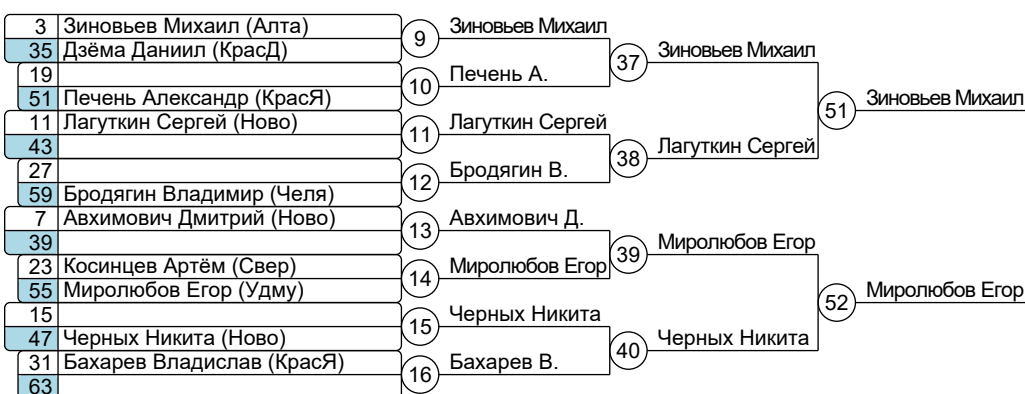 3 Зиновьев Михаил (Алта)
35 Дзёма Даниил (КрасД)
19
51 Печень Александр (КрасЯ)
11 Лагуткин Сергей (Ново)
43
27
59 Бродягин Владимир (Челя)
7 Авхимович Дмитрий (Ново)
39
23 Косинцев Артём (Свер)
55 Миролюбов Егор (Удму)
15
47 Черных Никита (Ново)
31 Бахарев Владислав (КрасЯ)
63
9 Зиновьев Михаил
10 Печень А.
11 Лагуткин Сергей
12 Бродягин В.
13 Авхимович Д.
14 Миролюбов Егор
15 Черных Никита
16 Бахарев В.
37 Зиновьев Михаил
38 Лагуткин Сергей
39 Миролюбов Егор
40 Черных Никита
51 Зиновьев Михаил
52 Миролюбов Егор